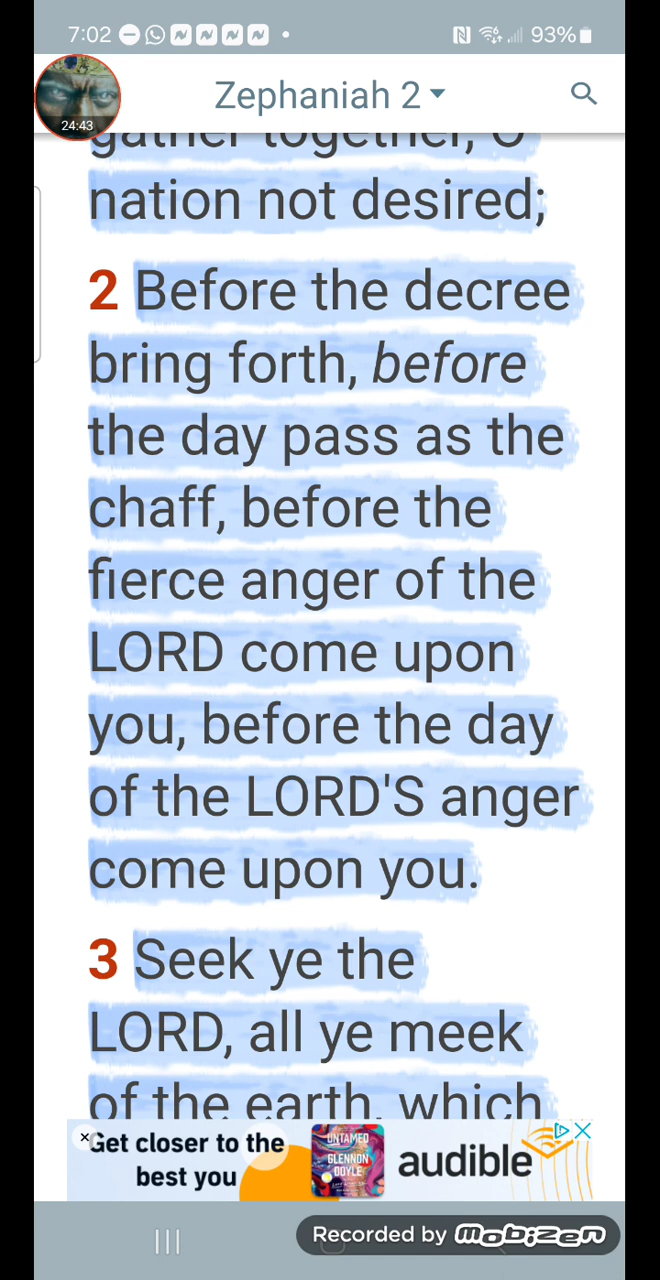 7:02
93%
24:43
Zephaniah 2
gather together, O
nation not desired;
2 Before the decree
bring forth, before
the day pass as the
chaff, before the
fierce anger of the
LORD come upon
you, before the day
of the LORD'S anger
come upon you.
3 Seek ye the
LORD, all ye meek
of the earth, which
Get closer to the
best you
UNTAMED
GLENNON
DOYLE
audible
Recorded by Mobizen